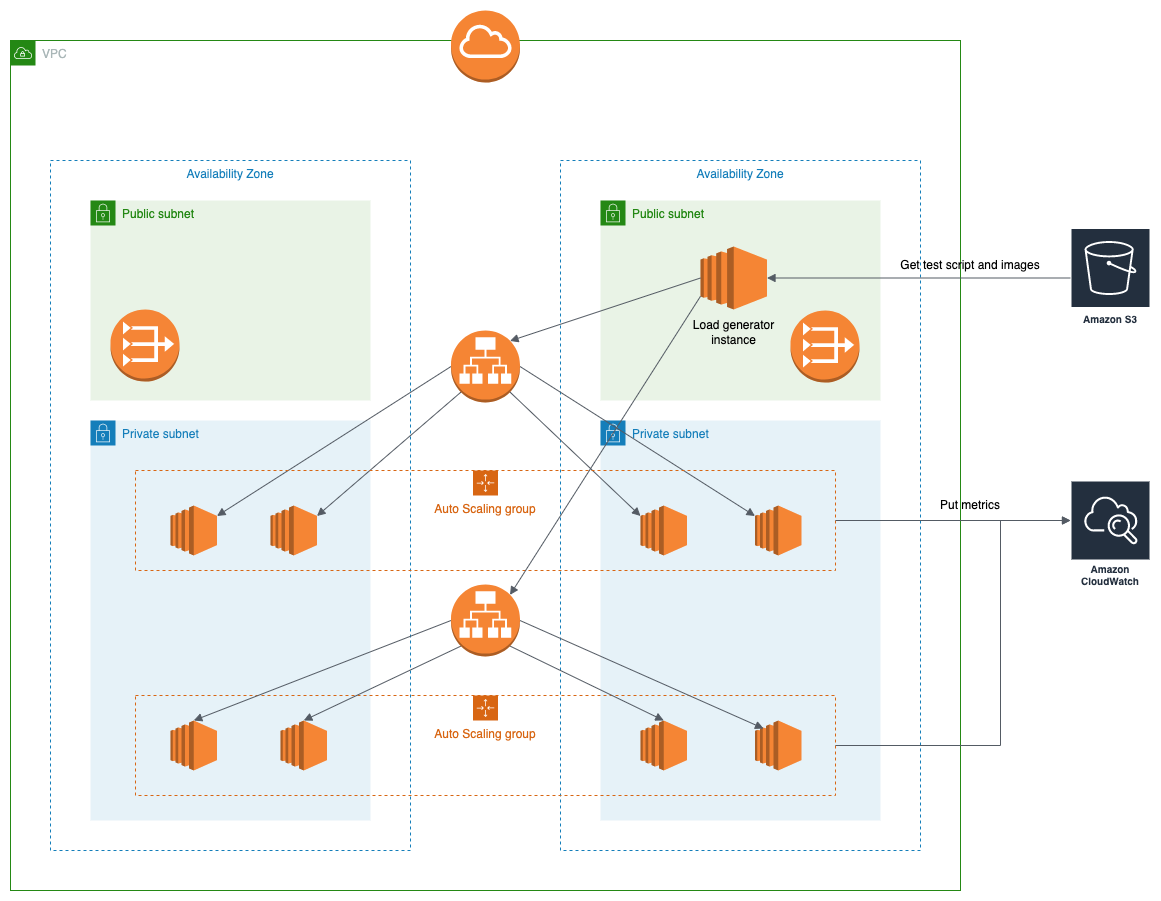 VPC
Availability Zone
Availability Zone
Public subnet
Public subnet
Get test script and images
Amazon S3
Load generator
instance
Private subnet
Private subnet
Auto Scaling group
Put metrics
Amazon
CloudWatch
Auto Scaling group